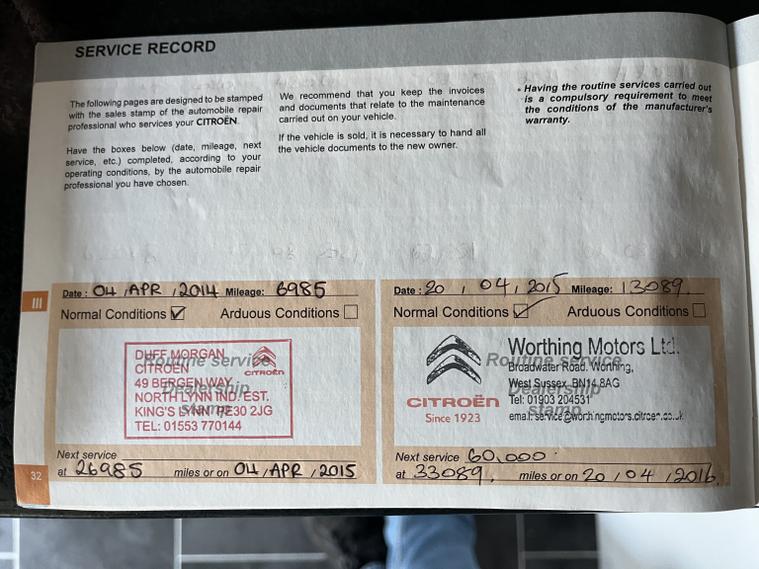 SERVICE RECORD
The following pages are designed to be stamped
with the sales stamp of the automobile repair
professional who services your CITROËN.
Have the boxes below (date, mileage, next
service, etc.) completed, according to your
operating conditions, by the automobile repair
professional you have chosen.
We recommend that you keep the invoices
and documents that relate to the maintenance
carried out on your vehicle.
If the vehicle is sold, it is necessary to hand all
the vehicle documents to the new owner.
• Having the routine services carried out
is a compulsory requirement to meet
the conditions of the manufacturer's
warranty.
III
Date : 04 / APR / 2014 Mileage: 6985
Normal Conditions ☑ Arduous Conditions ☐
Routine service
Dealership
stamp
DUFF MORGAN
CITROEN
49 BERGEN WAY
NORTH LYNN IND. EST.
KING'S LYNN PE30 2JG
TEL: 01553 770144
CITROËN
Next service
at 26985 miles or on 04 / APR / 2015
Date : 20 / 04 / 2015 Mileage: 13089.
Normal Conditions ☑ Arduous Conditions ☐
Routine service
Dealership
stamp
CITROËN
Since 1923
Worthing Motors Ltd.
Broadwater Road. Worthing,
West Sussex. BN14 8AG
Tel: 01903 204531
email: service@worthingmotors.citroen.co.uk
Next service 60,000
at 33089. miles or on 20 / 04 / 2016.
32